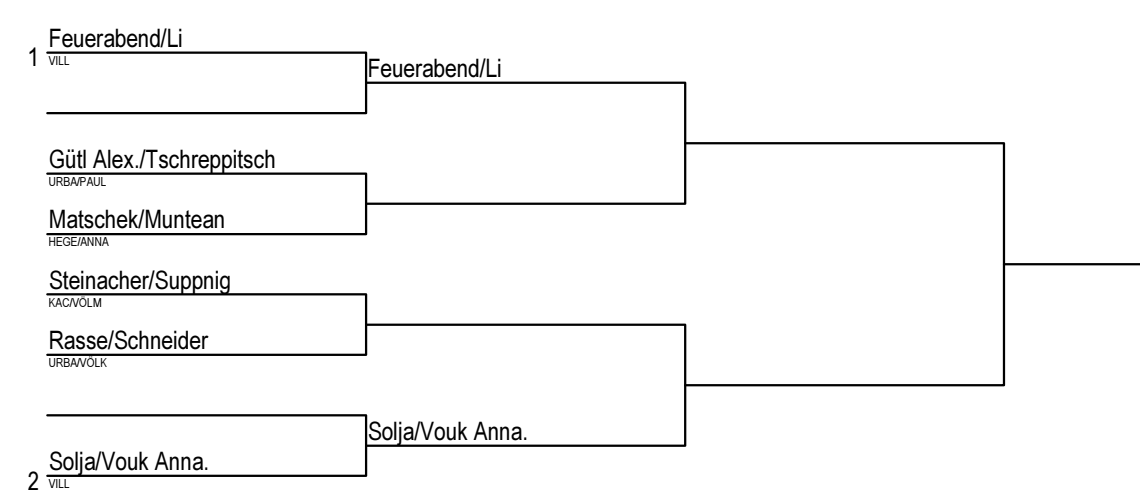 Feuerabend/Li
1 VILL
Feuerabend/Li
Gütl Alex./Tschreppitsch
URBA/PAUL
Matschek/Muntean
HEGE/ANNA
Steinacher/Suppnig
KAC/VÖLM
Rasse/Schneider
URBA/VÖLK
Solja/Vouk Anna.
Solja/Vouk Anna.
2 VILL